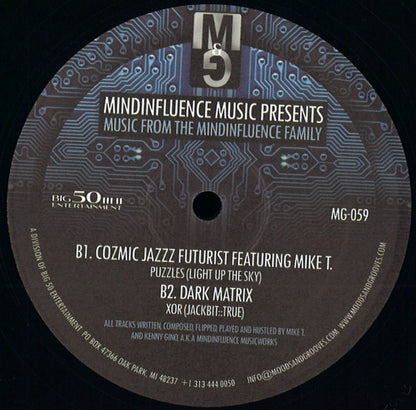 M
&
G
MINDINFLUENCE MUSIC PRESENTS
MUSIC FROM THE MINDINFLUENCE FAMILY
BIG 50
ENTERTAINMENT
MG-059
B1. COZMIC JAZZZ FUTURIST FEATURING MIKE T.
PUZZLES (LIGHT UP THE SKY)
B2. DARK MATRIX
XOR (JACKBIT::TRUE)
ALL TRACKS WRITTEN, COMPOSED, FLIPPED, PLAYED AND HUSTLED BY MIKE T.
AND KENNY GINO, A.K.A MINDINFLUENCE MUSICWORKS
A DIVISION OF BIG 50 ENTERTAINMENT. PO BOX 47366 OAK PARK, MI 48237 +1 313 444 0050 INFO@MOODSANDGROOVES.COM WWW.MOODSANDGROOVES.COM